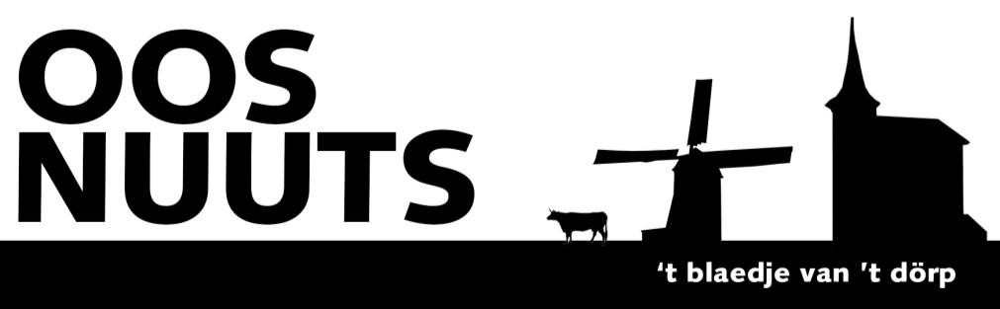 OOS
NUUTS
‘t blaedje van 't dörp